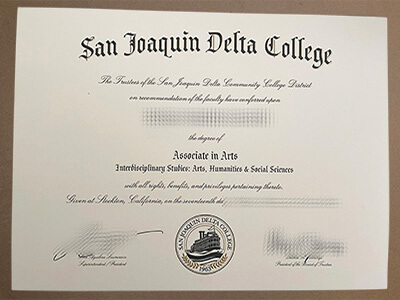 San Joaquin Delta College
The Trustees of the San Joaquin Delta Community College District
on recommendation of the faculty have conferred upon
the degree of
Associate in Arts
Interdisciplinary Studies: Arts, Humanities & Social Sciences
with all rights, benefits, and privileges pertaining thereto.
Given at Stockton, California, on the seventeenth da
SAN JOAQUIN DELTA COLLEGE
1963
Superintendent / President
President of the Board of Trustees